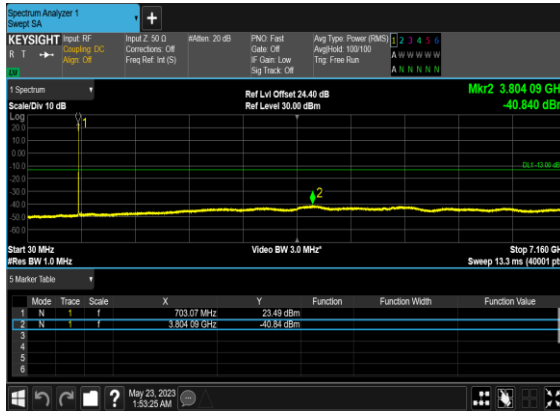 Spectrum Analyzer 1
Swept SA
+
KEYSIGHT Input: RF Input Z: 50 Ω #Atten: 20 dB PNO: Fast Avg Type: Power (RMS) 1 2 3 4 5 6
R T Coupling: DC Corrections: Off Gate: Off Avg|Hold: 100/100 A W W W W W
Align: Off Freq Ref: Int (S) IF Gain: Low Trig: Free Run
Sig Track: Off A N N N N N
1 Spectrum Ref Lvl Offset 24.40 dB Mkr2 3.804 09 GH
Scale/Div 10 dB Ref Level 30.00 dBm -40.840 dBm
Log
20.0
10.0
0.00
-10.0
-20.0
-30.0
-40.0
-50.0
-60.0
1
DL1 -13.00 dBm
2
Start 30 MHz Video BW 3.0 MHz* Stop 7.160 GH
#Res BW 1.0 MHz Sweep 13.3 ms (40001 pts
5 Marker Table
Mode Trace Scale X Y Function Function Width Function Value
1 N 1 f 703.07 MHz 23.49 dBm
2 N 1 f 3.804 09 GHz -40.84 dBm
3
4
5
6
? May 23, 2023
1:53:25 AM